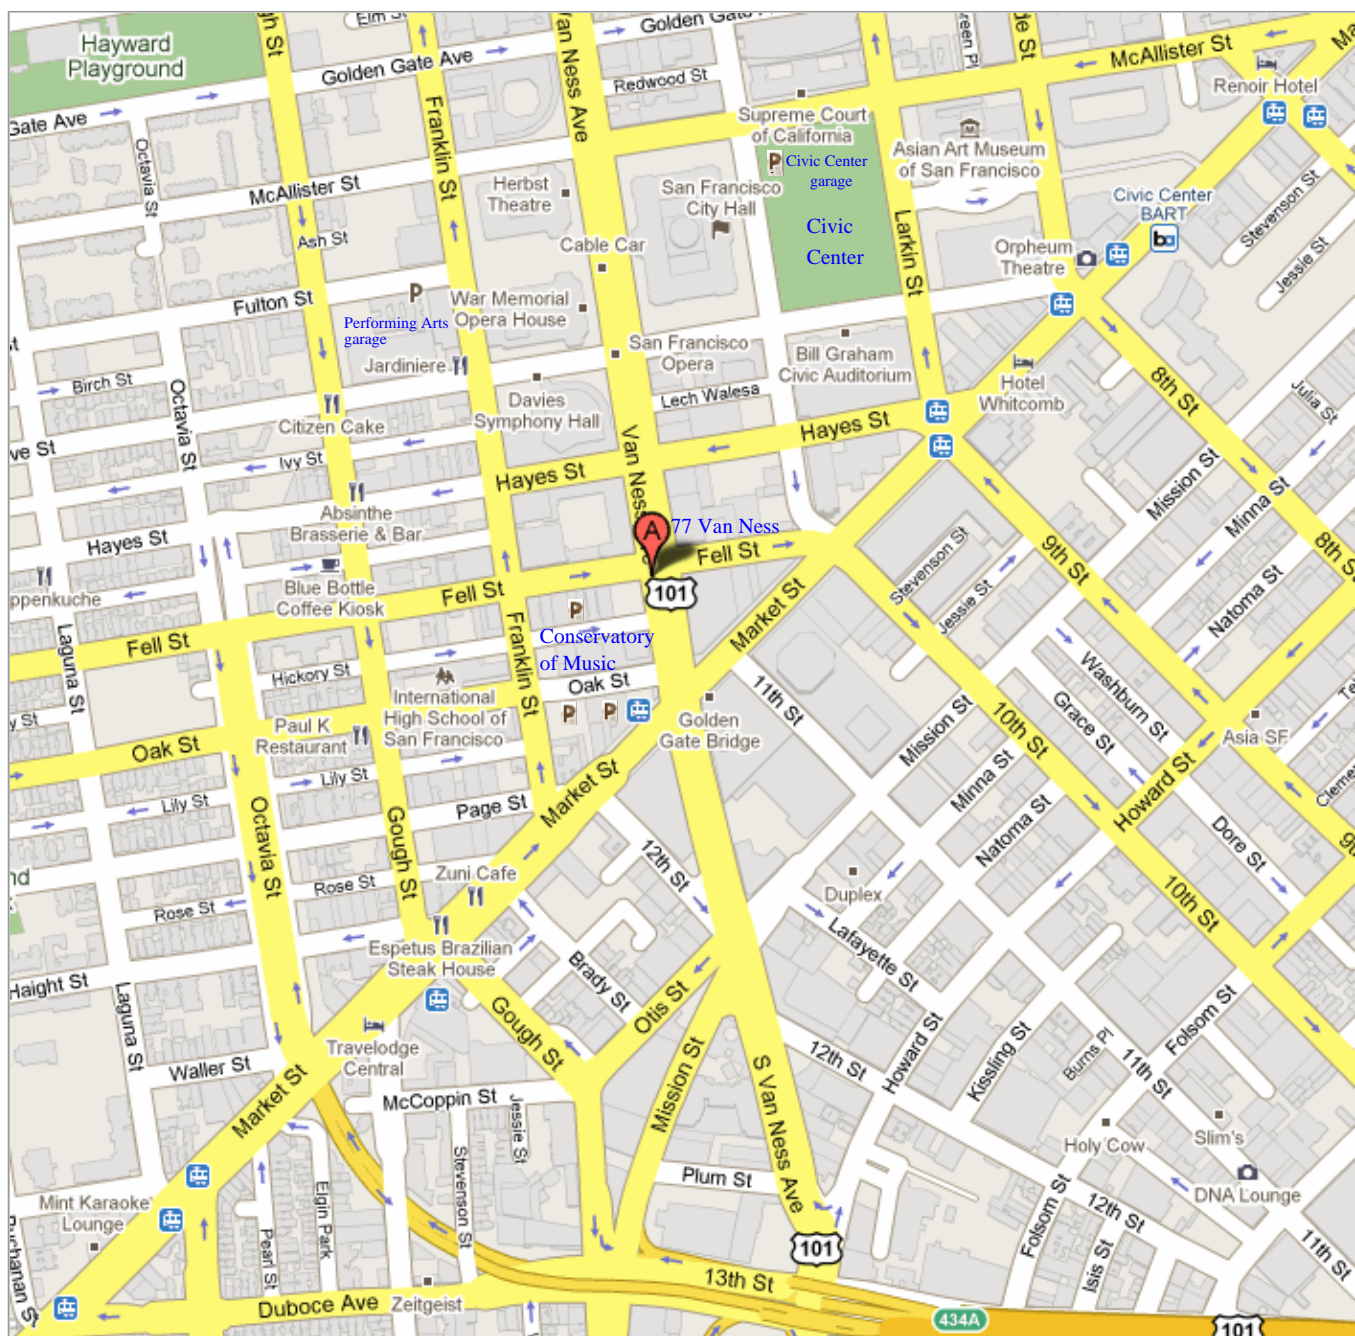 Hayward
Playground
Elm St
Golden Gate Ave
Golden Gate
Gate Ave
Gough St
Franklin St
Van Ness Ave
Redwood St
McAllister St
Supreme Court
of California
Civic Center
garage
Civic
Center
Asian Art Museum
of San Francisco
Renoir Hotel
Octavia St
McAllister St
Herbst
Theatre
San Francisco
City Hall
Larkin St
Civic Center
BART
Stevenson St
Jessie St
Ash St
Cable Car
Orpheum
Theatre
Fulton St
War Memorial
Opera House
Performing Arts
garage
Jardiniere
San Francisco
Opera
Bill Graham
Civic Auditorium
Hotel
Whitcomb
8th St
Julia St
Birch St
Octavia St
Davies
Symphony Hall
Lech Walesa
Citizen Cake
Hayes St
Ivy St
Van Ness
Hayes St
Mission St
Minna St
8th St
Absinthe
Brasserie & Bar
Hayes St
A
77 Van Ness
Fell St
9th St
Stevenson St
Jessie St
Natoma St
ppenkuche
Blue Bottle
Coffee Kiosk
Fell St
101
Market St
Laguna St
Fell St
Franklin St
Conservatory
of Music
Washburn St
Grace St
Hickory St
International
High School of
San Francisco
Oak St
11th St
Golden
Gate Bridge
Mission St
10th St
Asia SF
Oak St
Paul K
Restaurant
Lily St
Lily St
Page St
Market St
Minna St
Natoma St
Howard St
Dore St
Octavia St
Gough St
Rose St
Rose St
Zuni Cafe
12th St
Duplex
10th St
Espetus Brazilian
Steak House
Lafayette St
Brady St
Haight St
Laguna St
Otis St
Gough St
Howard St
Kissling St
Burns Pl
Folsom St
11th St
Travelodge
Central
Waller St
12th St
Market St
McCoppin St
Jessie St
Mission St
S Van Ness Ave
Holy Cow
Slim's
Stevenson St
Plum St
DNA Lounge
Mint Karaoke
Lounge
Elgin Park
Pearl St
Folsom St
12th St
Isis St
11th St
Buchanan St
101
13th St
Duboce Ave
Zeitgeist
434A
101